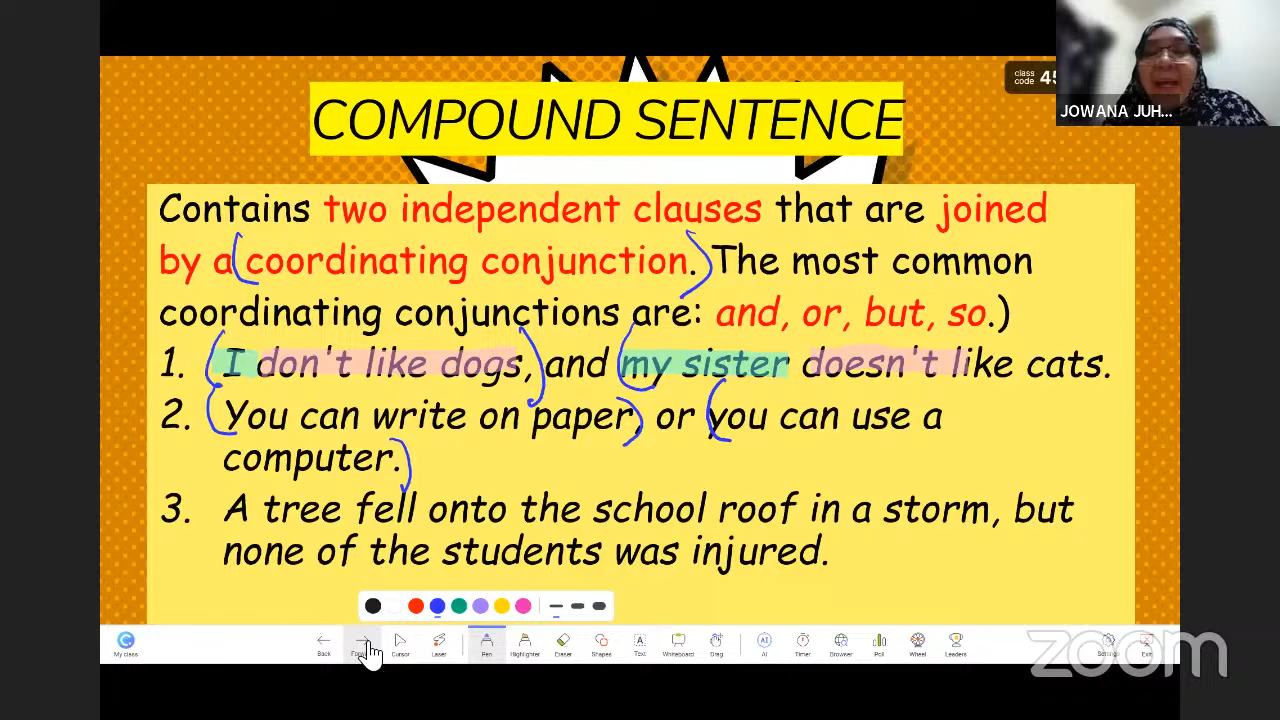 COMPOUND SENTENCE
class
code 45
JOWANA JUH...
Contains two independent clauses that are joined
by a coordinating conjunction. The most common
coordinating conjunctions are: and, or, but, so.)
1. I don't like dogs, and my sister doesn't like cats.
2. You can write on paper, or you can use a
computer.
3. A tree fell onto the school roof in a storm, but
none of the students was injured.
My class
Back
Cursor
Laser
Pen
Highlighter
Eraser
Shapes
Text
Whiteboard
Drag
AI
Timer
Browser
Poll
Wheel
Leaders
Settings
Exit
zoom